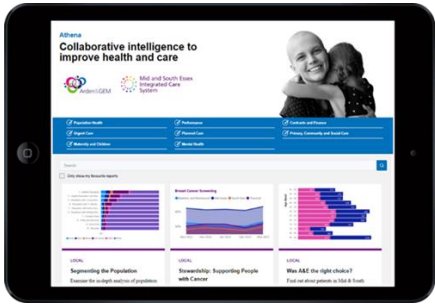 Athena
Collaborative intelligence to
improve health and care
Arden&GEM
Mid and South Essex
Integrated Care
System
Population Health
Performance
Contracts and Finance
Urgent Care
Planned Care
Primary, Community and Social Care
Maternity and Children
Mental Health
Search
Only show my favourite reports
Breast Cancer Screening
LOCAL
LOCAL
LOCAL
Segmenting the Population
Stewardship: Supporting People
with Cancer
Was A&E the right choice?
Examine the in-depth analysis of population
Find out about patients in Mid & South